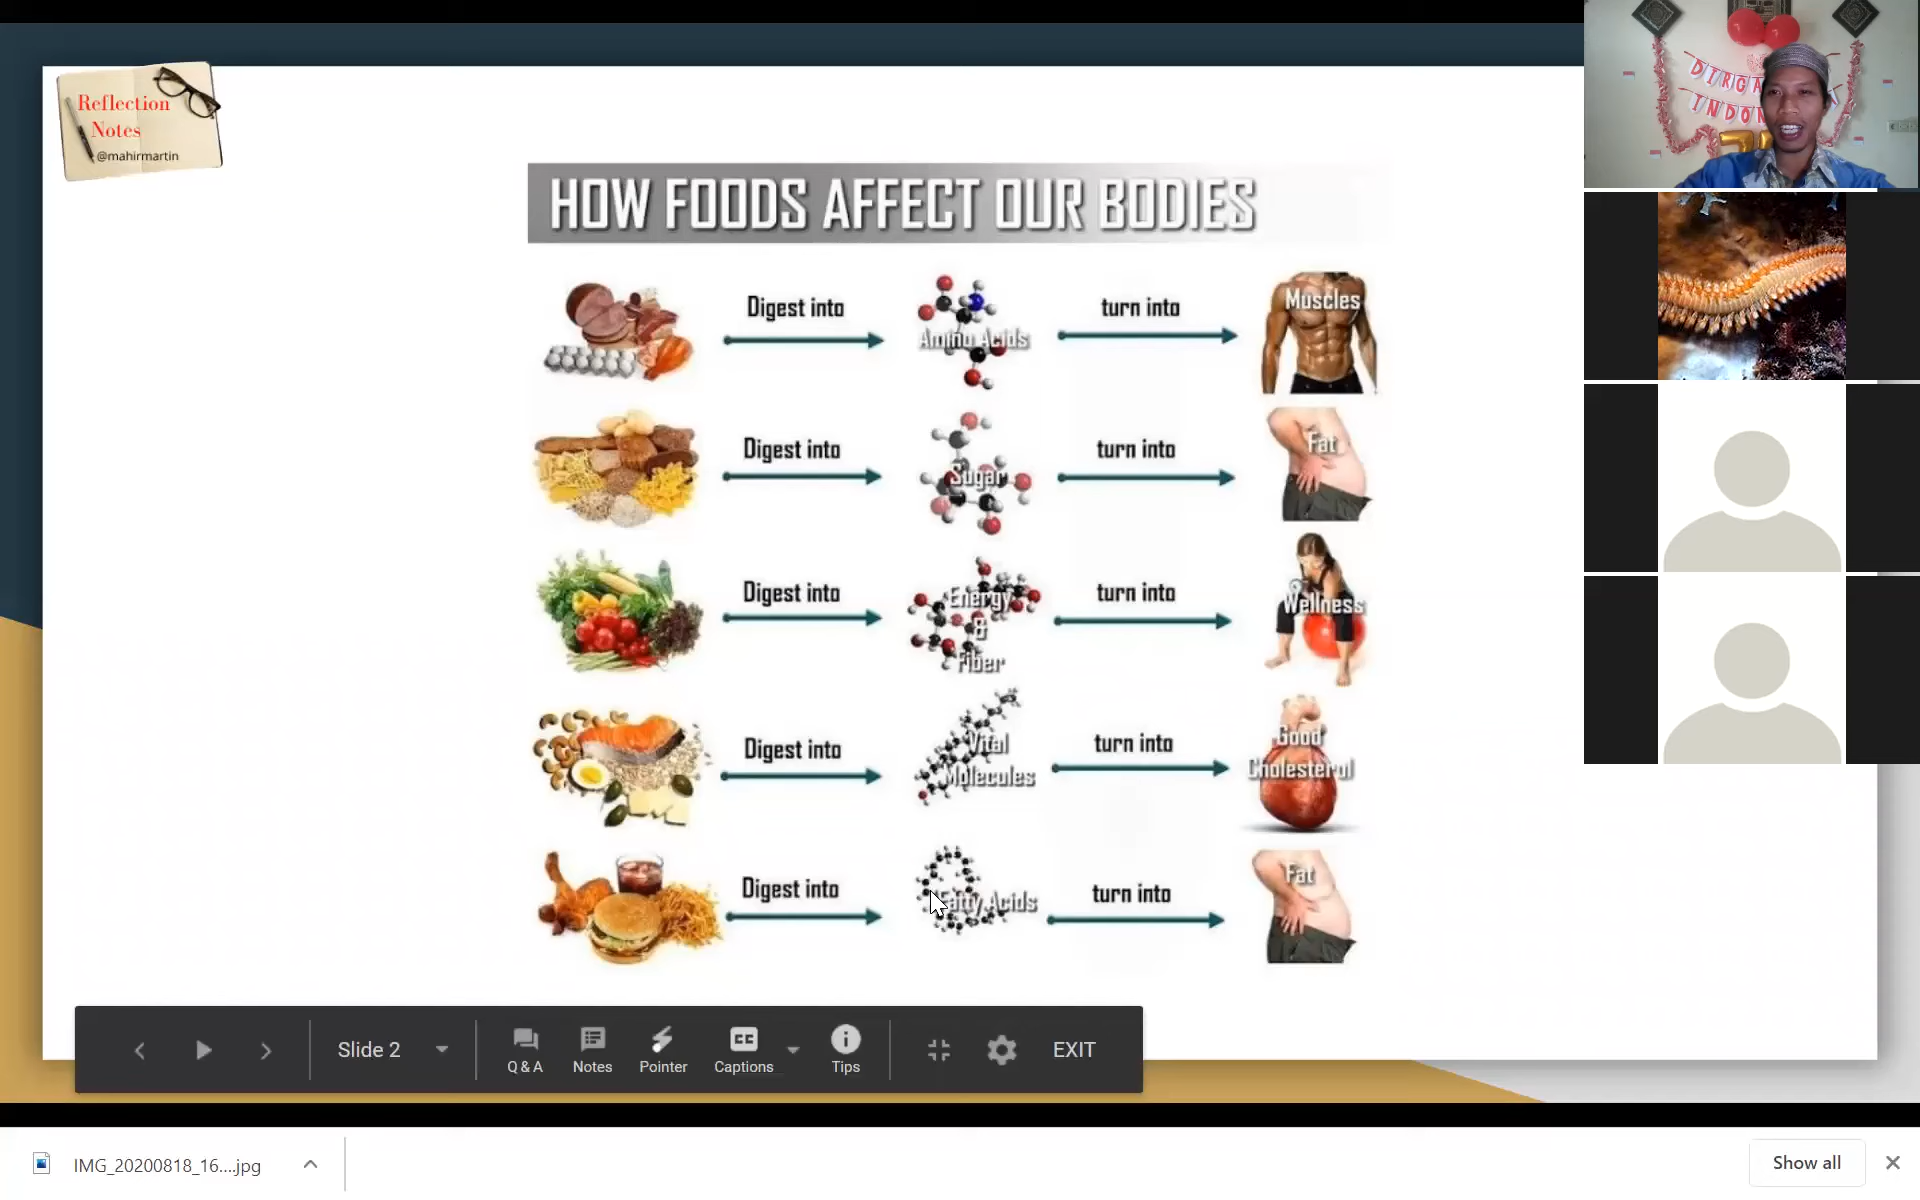 Reflection
Notes
@mahirmartin
HOW FOODS AFFECT OUR BODIES
Digest into
Amino Acids
turn into
Muscles
Digest into
Sugar
turn into
Fat
Digest into
Energy
&
Fiber
turn into
Wellness
Digest into
Vital
Molecules
turn into
Good
Cholesterol
Digest into
Fatty Acids
turn into
Fat
Slide 2
Q & A
Notes
Pointer
CC
Captions
Tips
EXIT
IMG_20200818_16....jpg
Show all